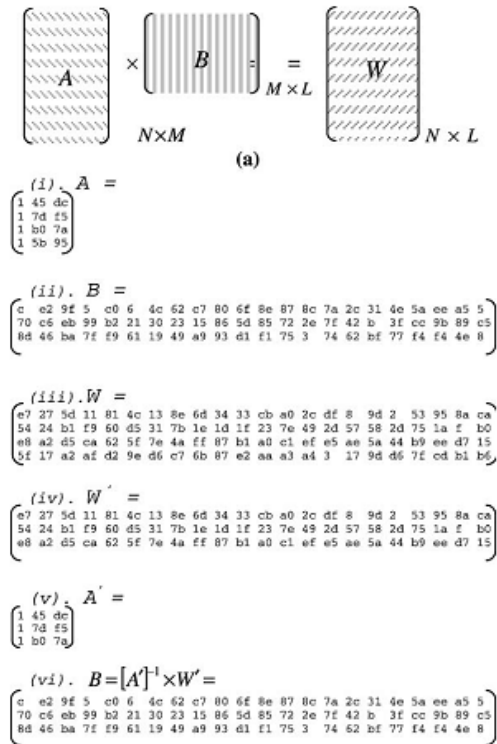 A × B = = W
M × L
N×M
N × L
(a)
(i). A =
1 45 dc
1 7d f5
1 b0 7a
1 5b 95
(ii). B =
c e2 9f 5 c0 6 4c 62 c7 80 6f 8e 87 8c 7a 2c 31 4e 5a ee a5 5
70 c6 eb 99 b2 21 30 23 15 86 5d 85 72 2e 7f 42 b 3f cc 9b 89 c5
8d 46 ba 7f f9 61 19 49 a9 93 d1 f1 75 3 74 62 bf 77 f4 f4 4e 8
(iii). W =
e7 27 5d 11 81 4c 13 8e 6d 34 33 cb a0 2c df 8 9d 2 53 95 8a ca
54 24 b1 f9 60 d5 31 7b 1e 1d 1f 23 7e 49 2d 57 58 2d 75 1a f b0
e8 a2 d5 ca 62 5f 7e 4a ff 87 b1 a0 c1 ef e5 ae 5a 44 b9 ee d7 15
5f 17 a2 af d2 9e d6 c7 6b 87 e2 aa a3 a4 3 17 9d d6 7f cd b1 b6
(iv). W' =
e7 27 5d 11 81 4c 13 8e 6d 34 33 cb a0 2c df 8 9d 2 53 95 8a ca
54 24 b1 f9 60 d5 31 7b 1e 1d 1f 23 7e 49 2d 57 58 2d 75 1a f b0
e8 a2 d5 ca 62 5f 7e 4a ff 87 b1 a0 c1 ef e5 ae 5a 44 b9 ee d7 15
(v). A' =
1 45 dc
1 7d f5
1 b0 7a
(vi). B=[A']⁻¹×W'=
c e2 9f 5 c0 6 4c 62 c7 80 6f 8e 87 8c 7a 2c 31 4e 5a ee a5 5
70 c6 eb 99 b2 21 30 23 15 86 5d 85 72 2e 7f 42 b 3f cc 9b 89 c5
8d 46 ba 7f f9 61 19 49 a9 93 d1 f1 75 3 74 62 bf 77 f4 f4 4e 8